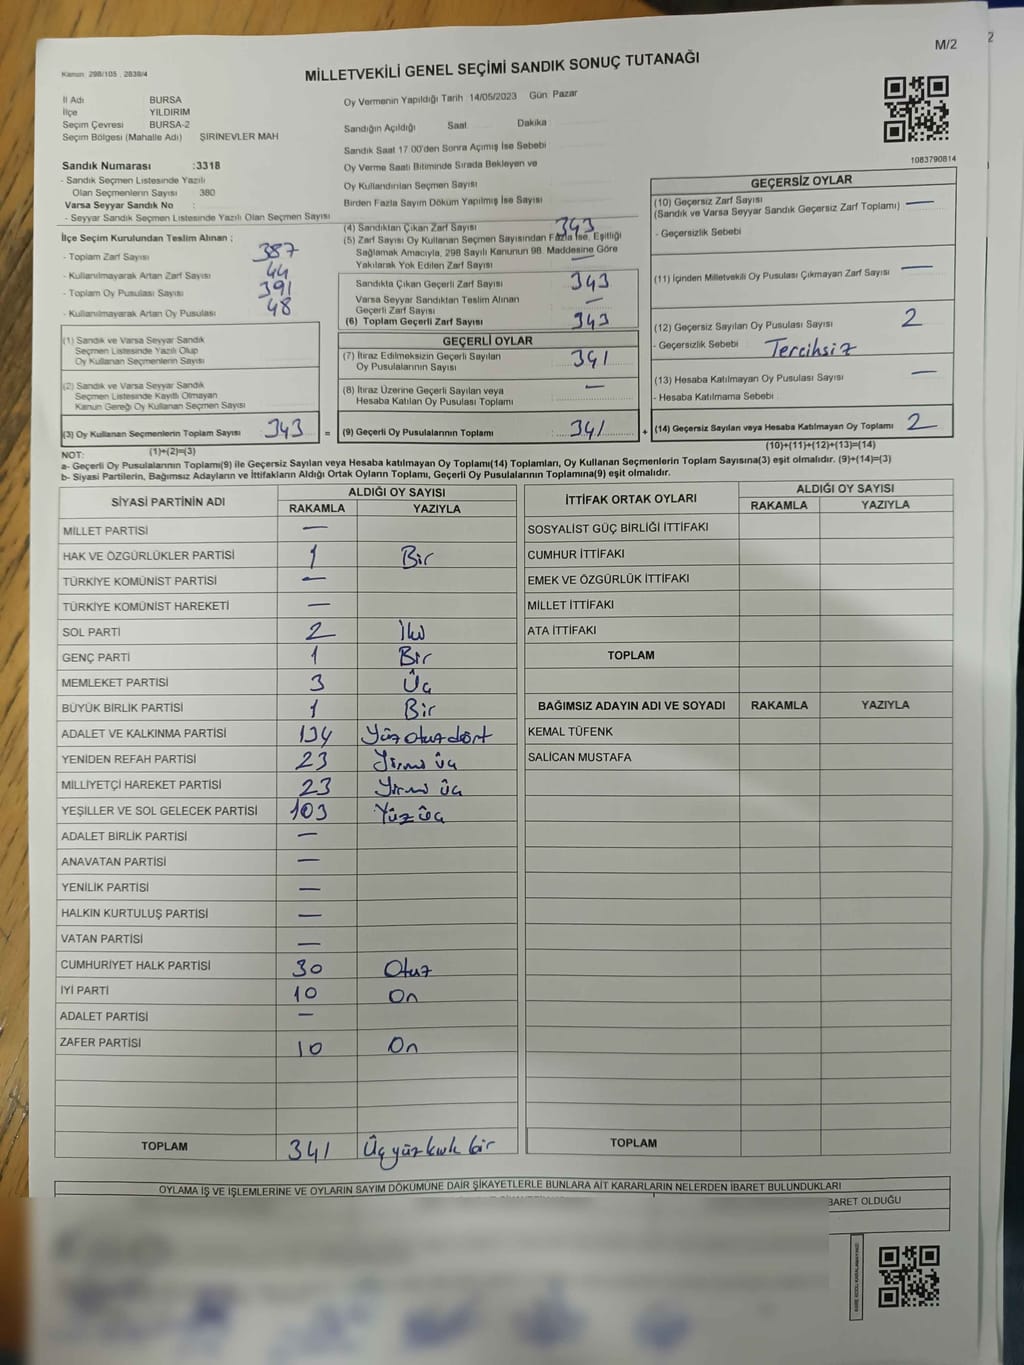 M/2
Kanun: 298/105 , 2839/4
MİLLETVEKİLİ GENEL SEÇİMİ SANDIK SONUÇ TUTANAĞI
İl Adı BURSA
İlçe YILDIRIM
Seçim Çevresi BURSA-2
Seçim Bölgesi (Mahalle Adı) ŞİRİNEVLER MAH
Sandık Numarası :3318
- Sandık Seçmen Listesinde Yazılı
Olan Seçmenlerin Sayısı 380
Varsa Seyyar Sandık No :
- Seyyar Sandık Seçmen Listesinde Yazılı Olan Seçmen Sayısı
İlçe Seçim Kurulundan Teslim Alınan ;
- Toplam Zarf Sayısı 387
- Kullanılmayarak Artan Zarf Sayısı 44
- Toplam Oy Pusulası Sayısı 391
- Kullanılmayarak Artan Oy Pusulası 48
(1) Sandık ve Varsa Seyyar Sandık
Seçmen Listesinde Yazılı Olup
Oy Kullanan Seçmenlerin Sayısı
(2) Sandık ve Varsa Seyyar Sandık
Seçmen Listesinde Kayıtlı Olmayan
Kanun Gereği Oy Kullanan Seçmen Sayısı
(3) Oy Kullanan Seçmenlerin Toplam Sayısı 343 =
Oy Vermenin Yapıldığı Tarih 14/05/2023 Gün Pazar
Sandığın Açıldığı Saat Dakika
Sandık Saat 17.00'den Sonra Açımış İse Sebebi
Oy Verme Saati Bitiminde Sırada Bekleyen ve
Oy Kullandırılan Seçmen Sayısı
Birden Fazla Sayım Döküm Yapılmış İse Sayısı
(4) Sandıktan Çıkan Zarf Sayısı 343
(5) Zarf Sayısı Oy Kullanan Seçmen Sayısından Fazla İse, Eşitliği
Sağlamak Amacıyla, 298 Sayılı Kanunun 98. Maddesine Göre
Yakılarak Yok Edilen Zarf Sayısı —
Sandıkta Çıkan Geçerli Zarf Sayısı 343
Varsa Seyyar Sandıktan Teslim Alınan
Geçerli Zarf Sayısı —
(6) Toplam Geçerli Zarf Sayısı 343
GEÇERLİ OYLAR
(7) İtiraz Edilmeksizin Geçerli Sayılan
Oy Pusulalarının Sayısı 341
(8) İtiraz Üzerine Geçerli Sayılan veya
Hesaba Katılan Oy Pusulası Toplamı —
(9) Geçerli Oy Pusulalarının Toplamı 341 +
1083790814
GEÇERSİZ OYLAR
(10) Geçersiz Zarf Sayısı
(Sandık ve Varsa Seyyar Sandık Geçersiz Zarf Toplamı) —
- Geçersizlik Sebebi
(11) İçinden Milletvekili Oy Pusulası Çıkmayan Zarf Sayısı —
(12) Geçersiz Sayılan Oy Pusulası Sayısı 2
- Geçersizlik Sebebi Tercihsiz
(13) Hesaba Katılmayan Oy Pusulası Sayısı —
- Hesaba Katılmama Sebebi
(14) Geçersiz Sayılan veya Hesaba Katılmayan Oy Toplamı 2
NOT: (1)+(2)=(3) (10)+(11)+(12)+(13)=(14)
a- Geçerli Oy Pusulalarının Toplamı(9) ile Geçersiz Sayılan veya Hesaba katılmayan Oy Toplamı(14) Toplamları, Oy Kullanan Seçmenlerin Toplam Sayısına(3) eşit olmalıdır. (9)+(14)=(3)
b- Siyasi Partilerin, Bağımsız Adayların ve İttifakların Aldığı Ortak Oyların Toplamı, Geçerli Oy Pusulalarının Toplamına(9) eşit olmalıdır.
SİYASİ PARTİNİN ADI ALDIĞI OY SAYISI
RAKAMLA YAZIYLA
MİLLET PARTİSİ —
HAK VE ÖZGÜRLÜKLER PARTİSİ 1 Bir
TÜRKİYE KOMÜNİST PARTİSİ —
TÜRKİYE KOMÜNİST HAREKETİ —
SOL PARTİ 2 İki
GENÇ PARTİ 1 Bir
MEMLEKET PARTİSİ 3 Üç
BÜYÜK BİRLİK PARTİSİ 1 Bir
ADALET VE KALKINMA PARTİSİ 134 Yüz otuz dört
YENİDEN REFAH PARTİSİ 23 Yirmi üç
MİLLİYETÇİ HAREKET PARTİSİ 23 Yirmi üç
YEŞİLLER VE SOL GELECEK PARTİSİ 103 Yüz üç
ADALET BİRLİK PARTİSİ —
ANAVATAN PARTİSİ —
YENİLİK PARTİSİ —
HALKIN KURTULUŞ PARTİSİ —
VATAN PARTİSİ —
CUMHURİYET HALK PARTİSİ 30 Otuz
İYİ PARTİ 10 On
ADALET PARTİSİ —
ZAFER PARTİSİ 10 On
TOPLAM 341 Üç yüz kırk bir
İTTİFAK ORTAK OYLARI ALDIĞI OY SAYISI
RAKAMLA YAZIYLA
SOSYALİST GÜÇ BİRLİĞİ İTTİFAKI
CUMHUR İTTİFAKI
EMEK VE ÖZGÜRLÜK İTTİFAKI
MİLLET İTTİFAKI
ATA İTTİFAKI
TOPLAM
BAĞIMSIZ ADAYIN ADI VE SOYADI RAKAMLA YAZIYLA
KEMAL TÜFENK
SALİCAN MUSTAFA
TOPLAM
OYLAMA İŞ VE İŞLEMLERİNE VE OYLARIN SAYIM DÖKÜMÜNE DAİR ŞİKAYETLERLE BUNLARA AİT KARARLARIN NELERDEN İBARET BULUNDUKLARI
BARET OLDUĞU